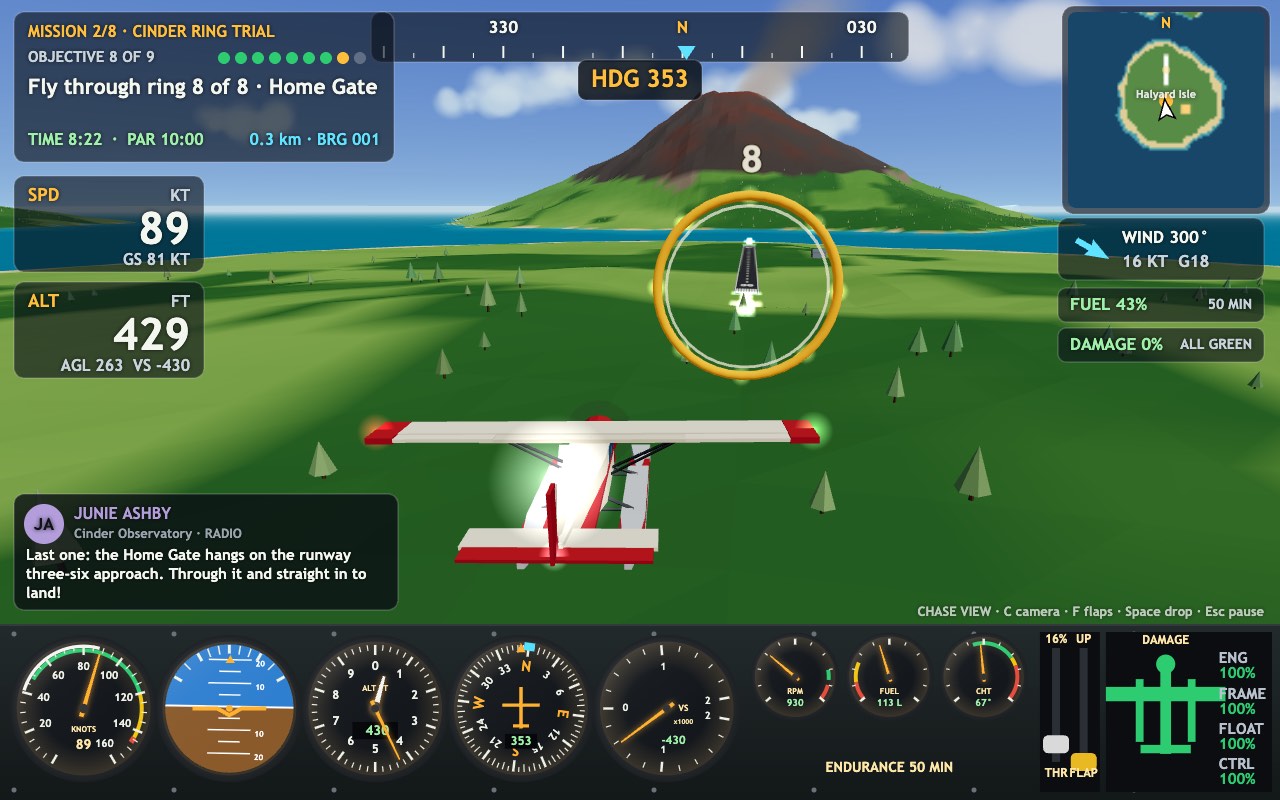 MISSION 2/8 · CINDER RING TRIAL
OBJECTIVE 8 OF 9
Fly through ring 8 of 8 · Home Gate
TIME 8:22 · PAR 10:00 0.3 km · BRG 001
330 N 030
HDG 353
N
Halyard Isle
SPD KT
89
GS 81 KT
ALT FT
429
AGL 263 VS -430
8
WIND 300°
16 KT G18
FUEL 43% 50 MIN
DAMAGE 0% ALL GREEN
JA
JUNIE ASHBY
Cinder Observatory · RADIO
Last one: the Home Gate hangs on the runway
three-six approach. Through it and straight in to
land!
CHASE VIEW · C camera · F flaps · Space drop · Esc pause
20 40 60 80 100 120 140 160
KNOTS
89
20 10 10 20
0 1 2 3 4 5 6 7 8 9
430
N 3 6 E 12 15 S 21 24 W 30 33
353
0 1 2 2 1
VS
x1000
-430
RPM
930
FUEL
113 L
CHT
67°
ENDURANCE 50 MIN
16% UP
THR FLAP
DAMAGE
ENG
100%
FRAME
100%
FLOAT
100%
CTRL
100%